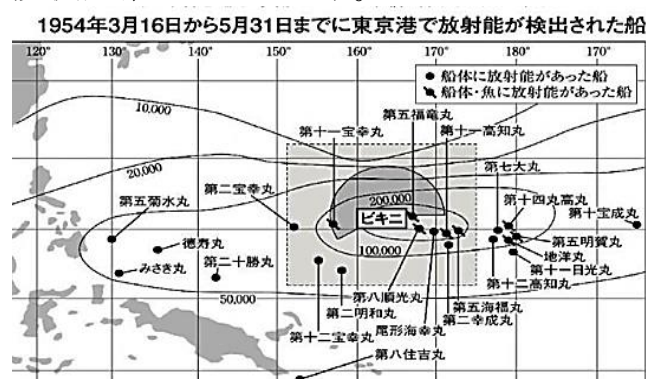 1954年3月16日から5月31日までに東京港で放射能が検出された船
120° 130 140 150 160 170 180 170°
船体に放射能があった船
船体・魚に放射能があった船
10,000
第五福竜丸
第十一宝幸丸
第十一高知丸
20,000
第七大丸
第五菊水丸
第二宝幸丸
200,000
第十四丸高丸
第十宝成丸
ビキニ
徳寿丸
100,000
第五明賀丸
地洋丸
みさき丸
第二十勝丸
第十一日光丸
第十二高知丸
50,000
第八順光丸
第二明和丸
第五海福丸
第二幸成丸
尾形海幸丸
第十二宝幸丸
第八住吉丸
120 130 140 150 160 170 180 170